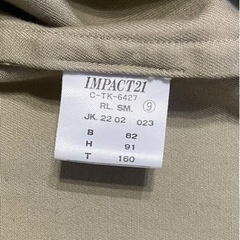 IMPACT21
C-TK-6427
RL. SM. ⑨
JK. 22 02 023
B 82
H 91
T 160